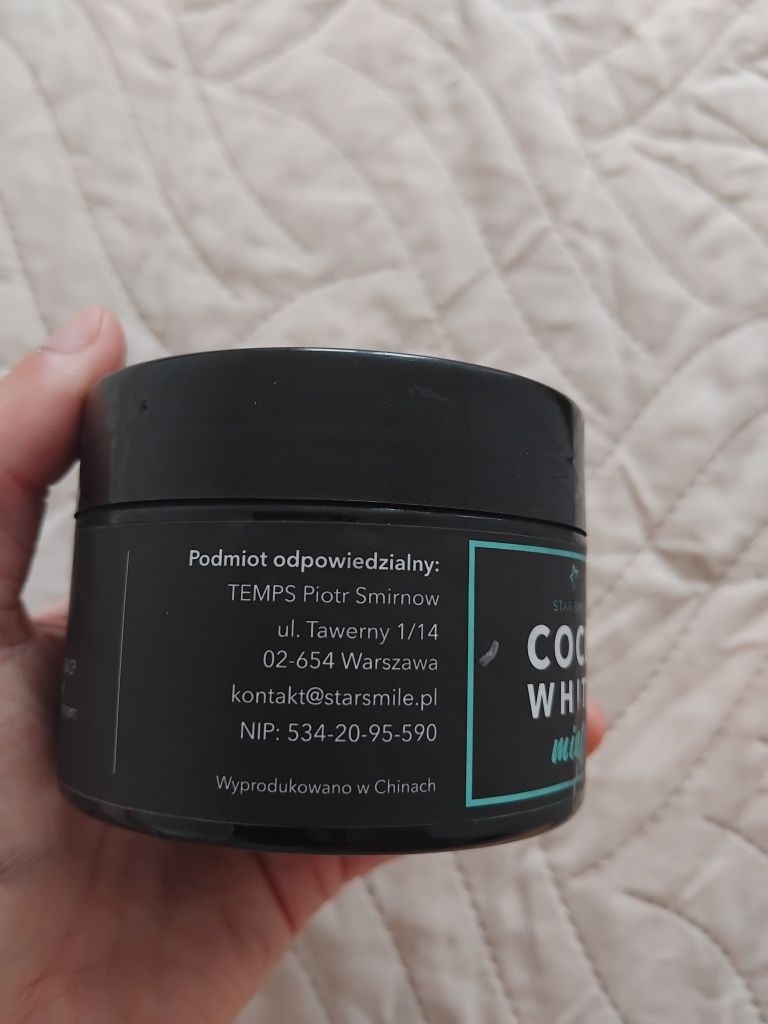 Podmiot odpowiedzialny:
TEMPS Piotr Smirnow
ul. Tawerny 1/14
02-654 Warszawa
kontakt@starsmile.pl
NIP: 534-20-95-590
Wyprodukowano w Chinach
STAR
COC
WHIT